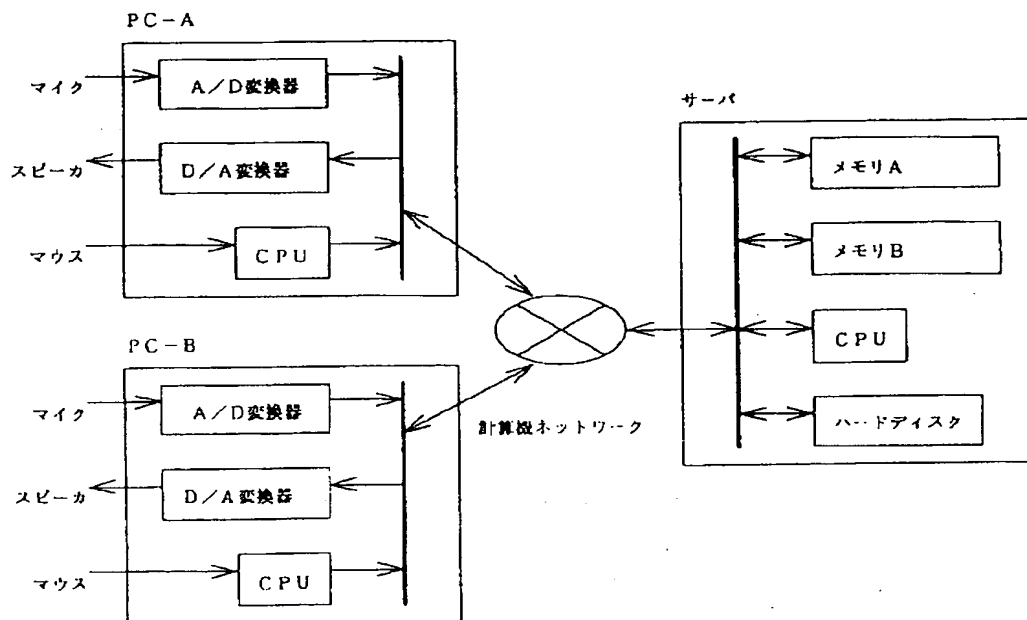 PC-A
マイク
A/D変換器
スピーカ
D/A変換器
マウス
CPU
サーバ
メモリA
メモリB
CPU
ハードディスク
計算機ネットワーク
PC-B
マイク
A/D変換器
スピーカ
D/A変換器
マウス
CPU